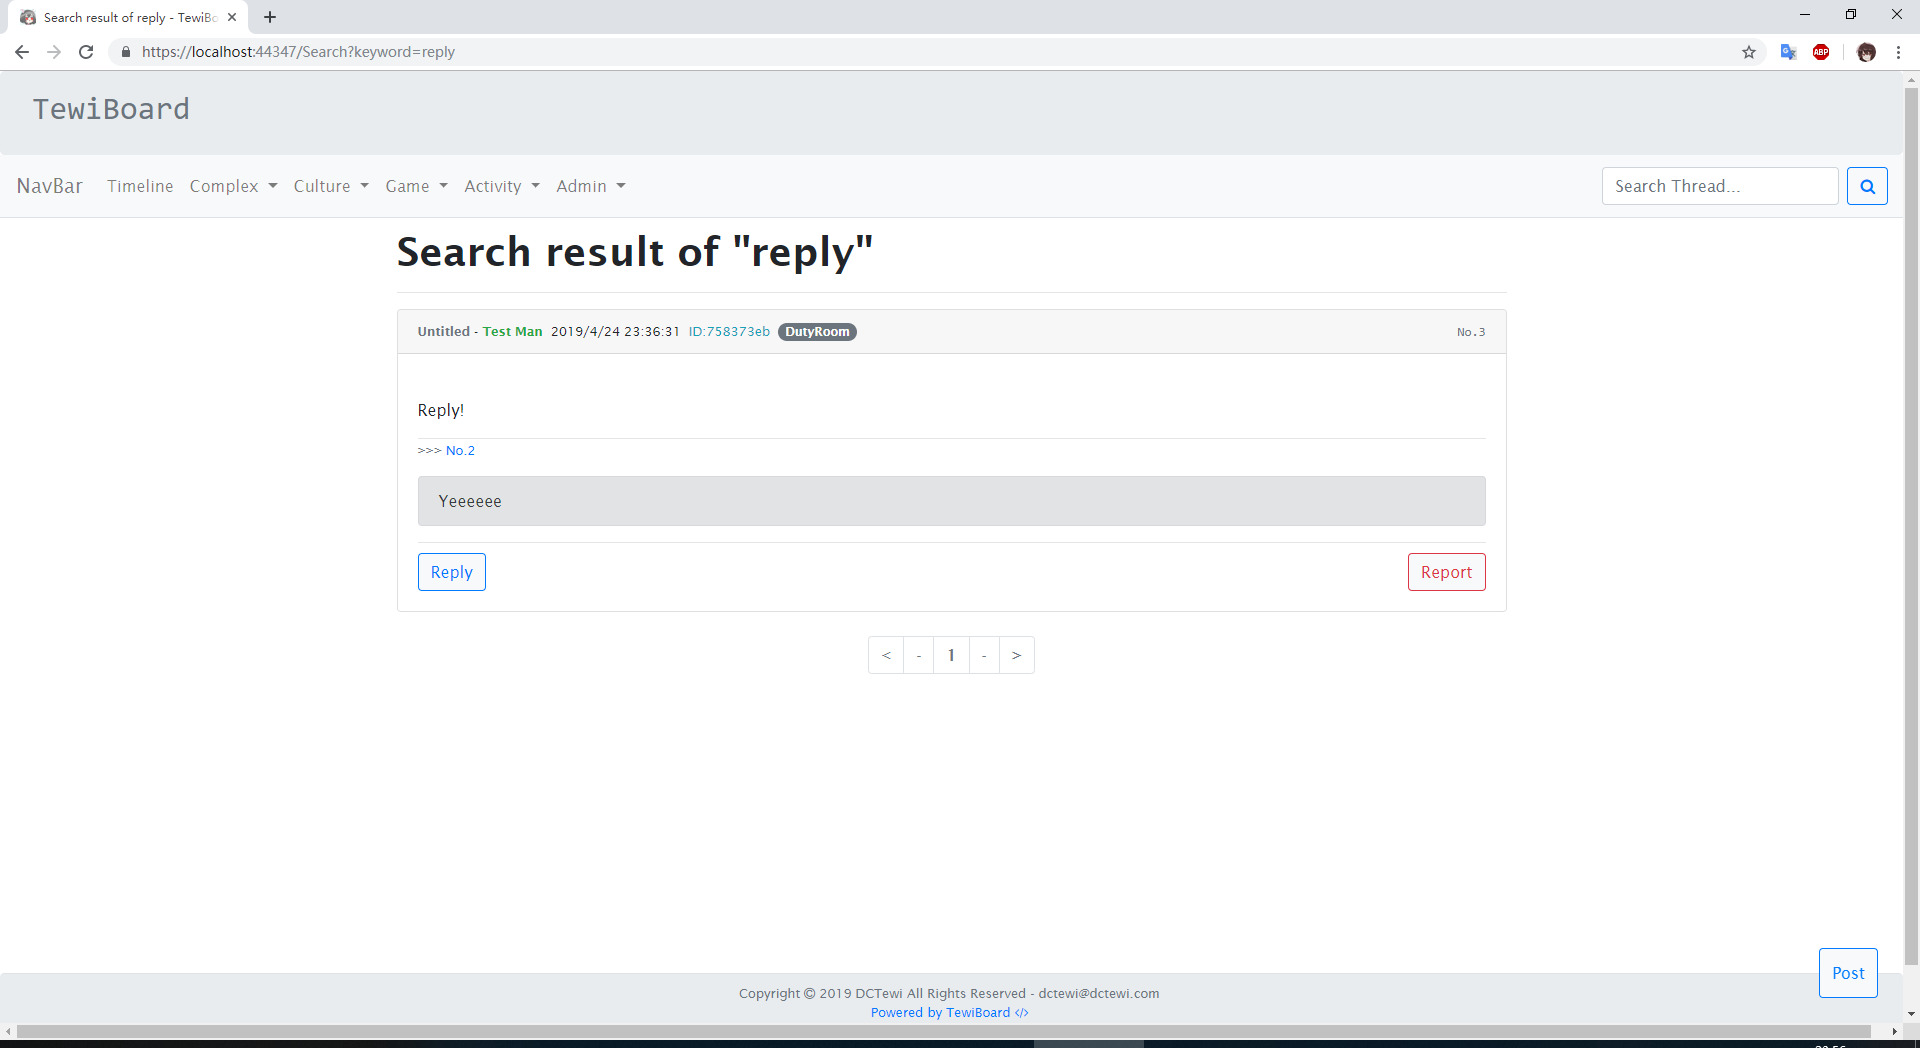 Search result of reply - TewiBo
https://localhost:44347/Search?keyword=reply
ABP
TewiBoard
NavBar Timeline Complex Culture Game Activity Admin Search Thread...
Search result of "reply"
Untitled - Test Man 2019/4/24 23:36:31 ID:758373eb DutyRoom No.3
Reply!
>>> No.2
Yeeeeee
Reply Report
< - 1 - >
Post
Copyright © 2019 DCTewi All Rights Reserved - dctewi@dctewi.com
Powered by TewiBoard </>